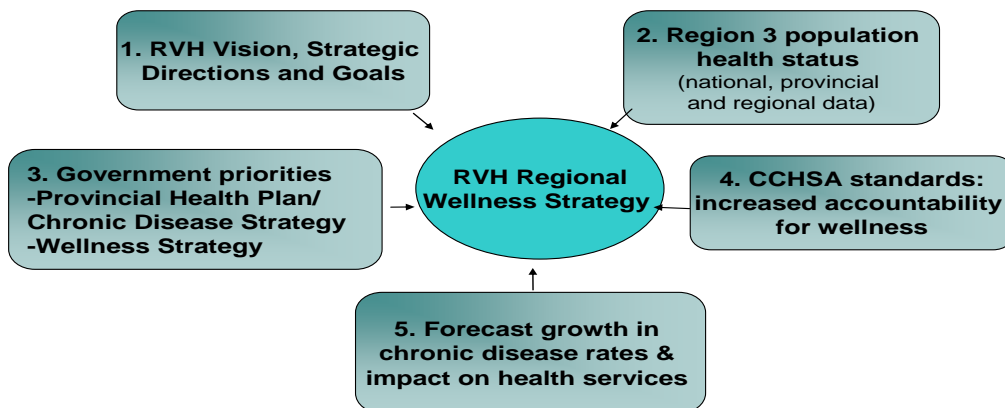 1. RVH Vision, Strategic
Directions and Goals
2. Region 3 population
health status
(national, provincial
and regional data)
3. Government priorities
-Provincial Health Plan/
Chronic Disease Strategy
-Wellness Strategy
RVH Regional
Wellness Strategy
4. CCHSA standards:
increased accountability
for wellness
5. Forecast growth in
chronic disease rates &
impact on health services